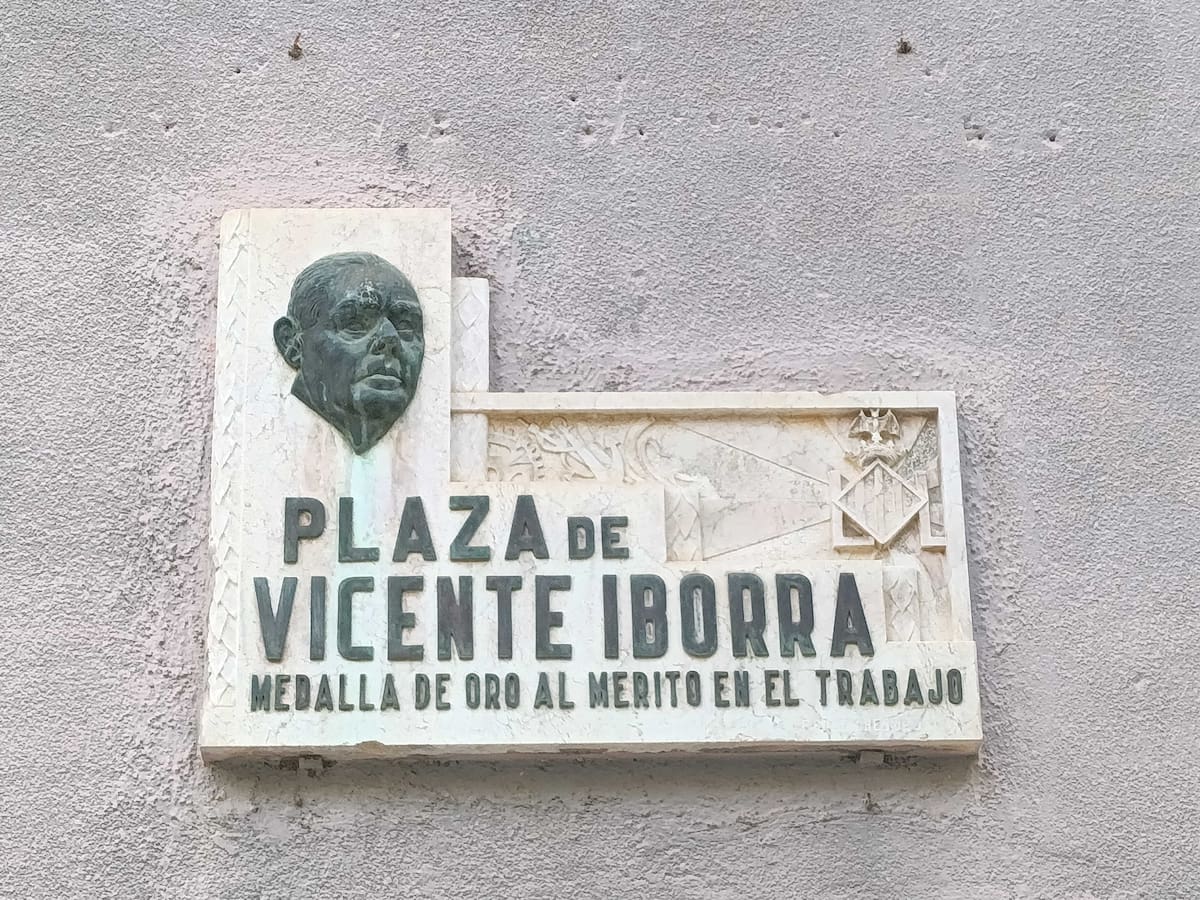 PLAZA DE
VICENTE IBORRA
MEDALLA DE ORO AL MERITO EN EL TRABAJO